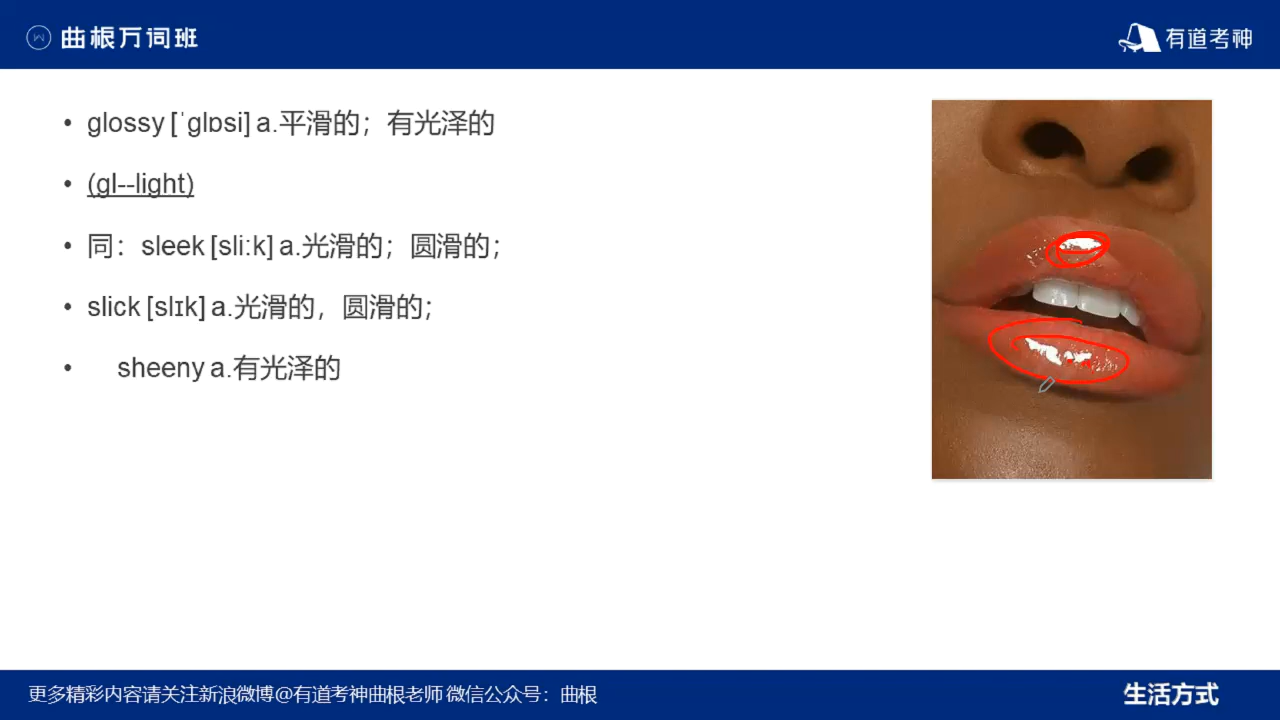 曲根万词班
有道考神
glossy [ˈglɒsi] a.平滑的；有光泽的
(gl--light)
同：sleek [sliːk] a.光滑的；圆滑的；
slick [slɪk] a.光滑的，圆滑的；
sheeny a.有光泽的
更多精彩内容请关注新浪微博@有道考神曲根老师 微信公众号：曲根
生活方式